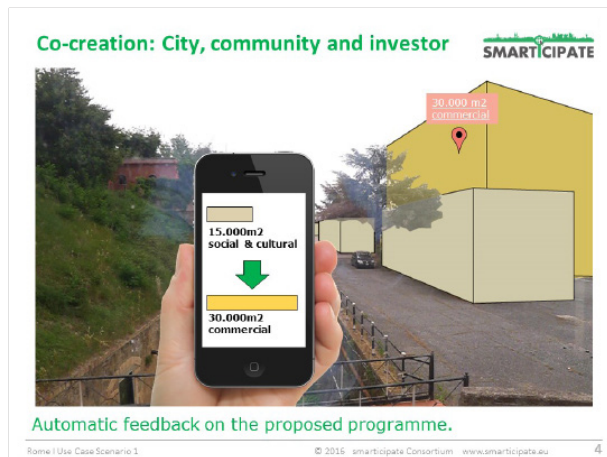 Co-creation: City, community and investor
SMARTICIPATE
30.000 m2
commercial
15.000m2
social & cultural
30.000m2
commercial
Automatic feedback on the proposed programme.
Rome I Use Case Scenario 1
© 2016 smarticipate Consortium www.smarticipate.eu
4